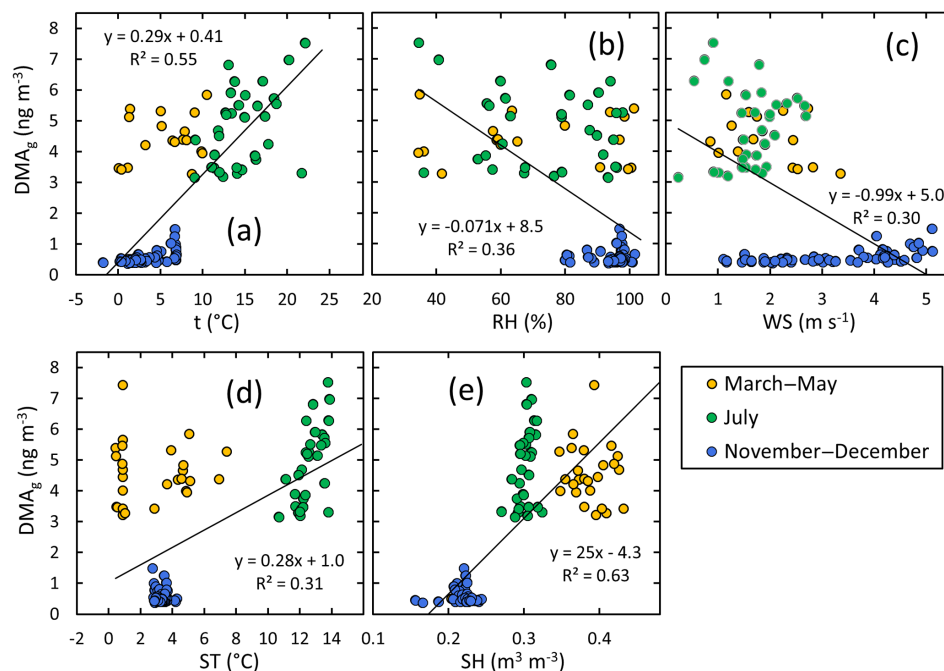 8
7
6
5
4
3
2
1
0
DMAg (ng m-3)
y = 0.29x + 0.41
R² = 0.55
(a)
-5 0 5 10 15 20 25
t (°C)
(b)
y = -0.071x + 8.5
R² = 0.36
20 40 60 80 100
RH (%)
(c)
y = -0.99x + 5.0
R² = 0.30
0 1 2 3 4 5
WS (m s-1)
8
7
6
5
4
3
2
1
0
DMAg (ng m-3)
(d)
y = 0.28x + 1.0
R² = 0.31
-2 0 2 4 6 8 10 12 14
ST (°C)
(e)
y = 25x - 4.3
R² = 0.63
0.1 0.2 0.3 0.4
SH (m³ m-3)
March–May
July
November–December